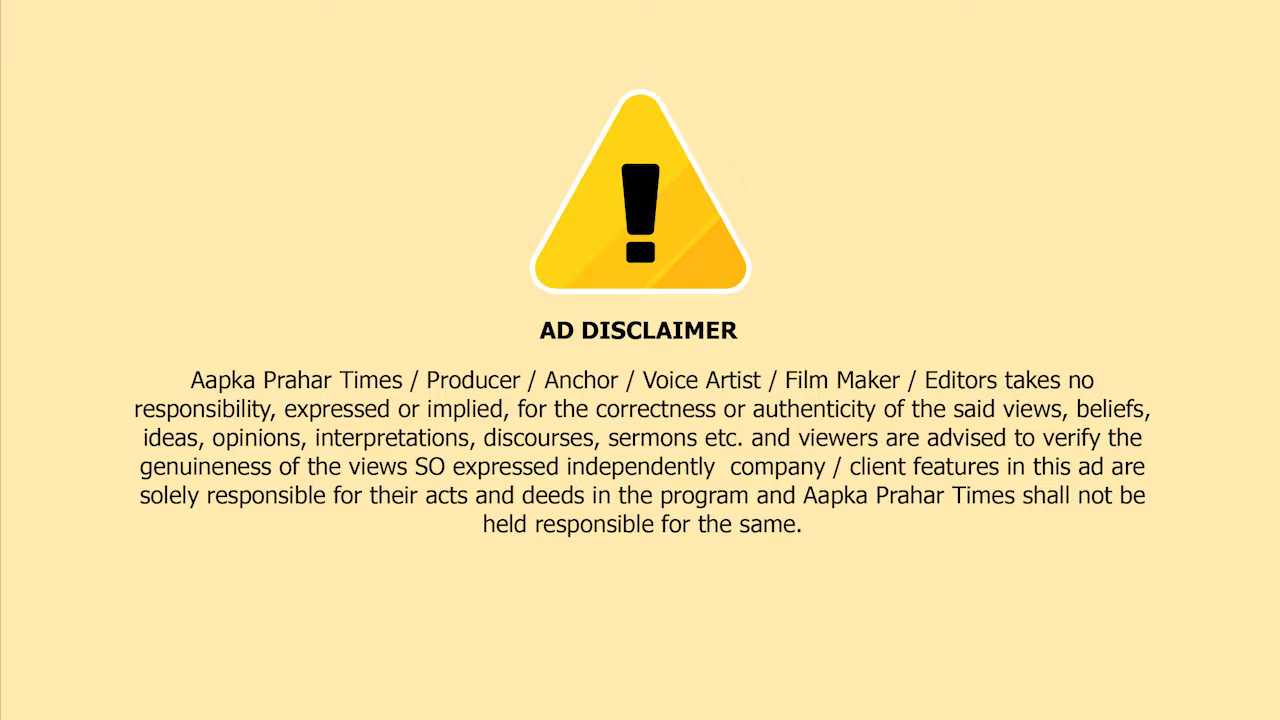 AD DISCLAIMER
Aapka Prahar Times / Producer / Anchor / Voice Artist / Film Maker / Editors takes no
responsibility, expressed or implied, for the correctness or authenticity of the said views, beliefs,
ideas, opinions, interpretations, discourses, sermons etc. and viewers are advised to verify the
genuineness of the views SO expressed independently  company / client features in this ad are
solely responsible for their acts and deeds in the program and Aapka Prahar Times shall not be
held responsible for the same.